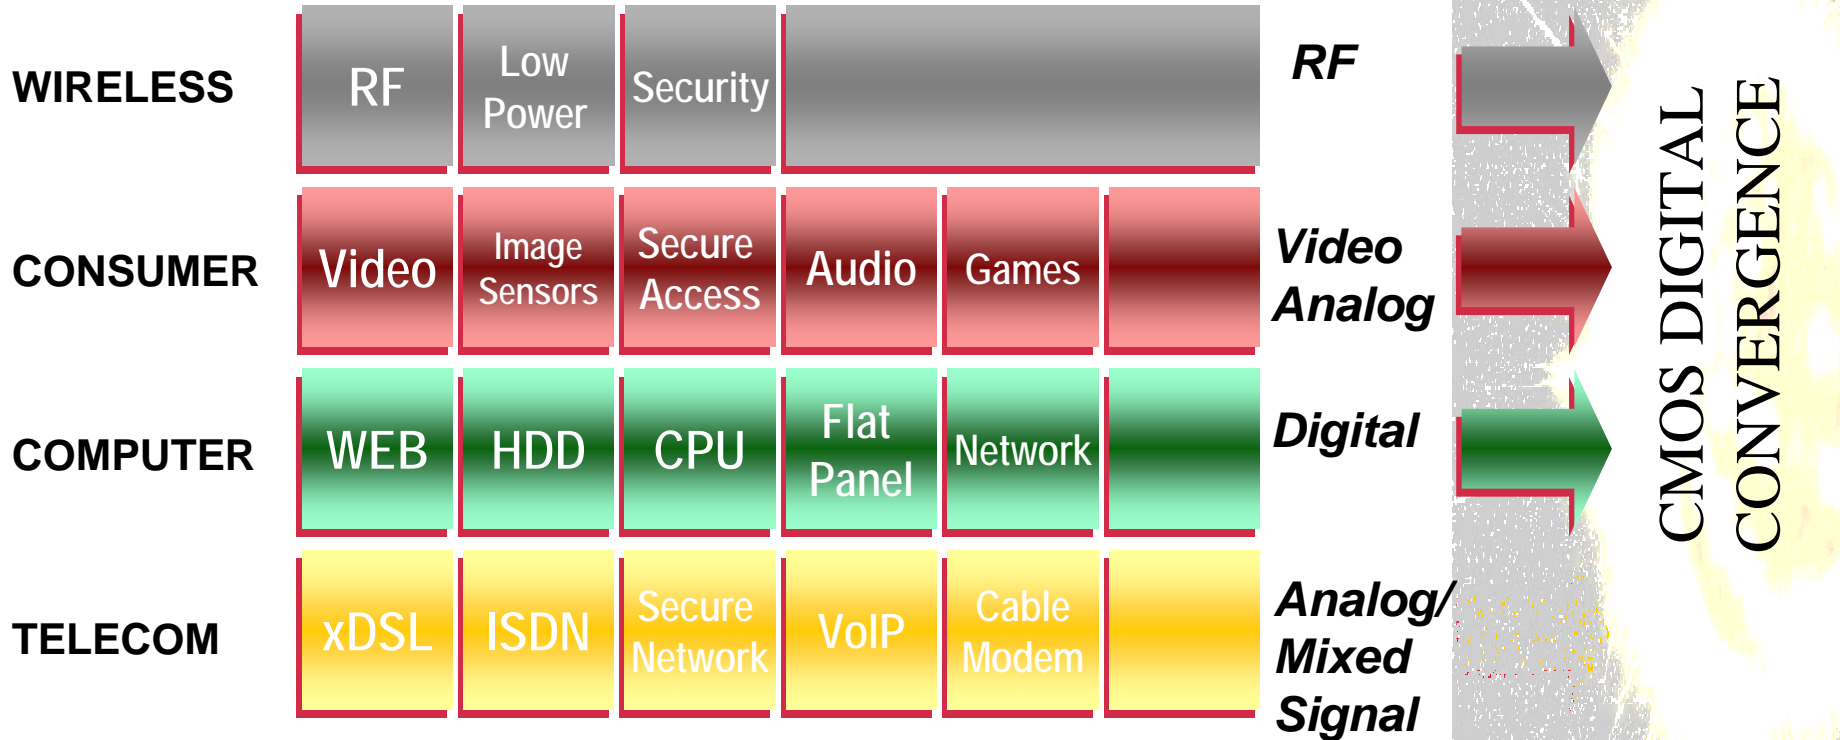 WIRELESS
RF
Low
Power
Security
RF
CONSUMER
Video
Image
Sensors
Secure
Access
Audio
Games
Video
Analog
COMPUTER
WEB
HDD
CPU
Flat
Panel
Network
Digital
TELECOM
xDSL
ISDN
Secure
Network
VoIP
Cable
Modem
Analog/
Mixed
Signal
CMOS DIGITAL
CONVERGENCE